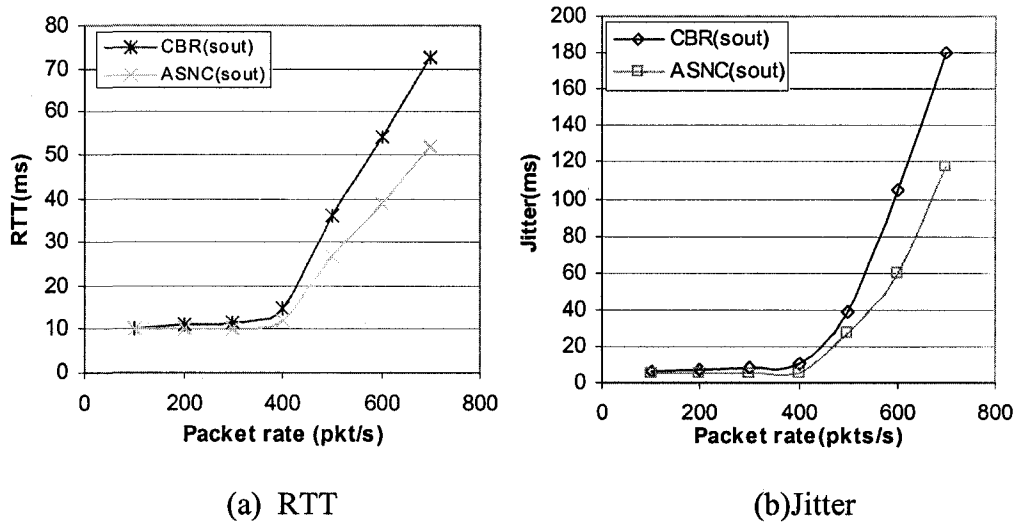 80
70
60
50
40
30
20
10
0
RTT(ms)
CBR(sout)
ASNC(sout)
0 200 400 600 800
Packet rate (pkt/s)
(a) RTT
200
180
160
140
120
100
80
60
40
20
0
Jitter(ms)
CBR(sout)
ASNC(sout)
0 200 400 600 800
Packet rate(pkts/s)
(b)Jitter